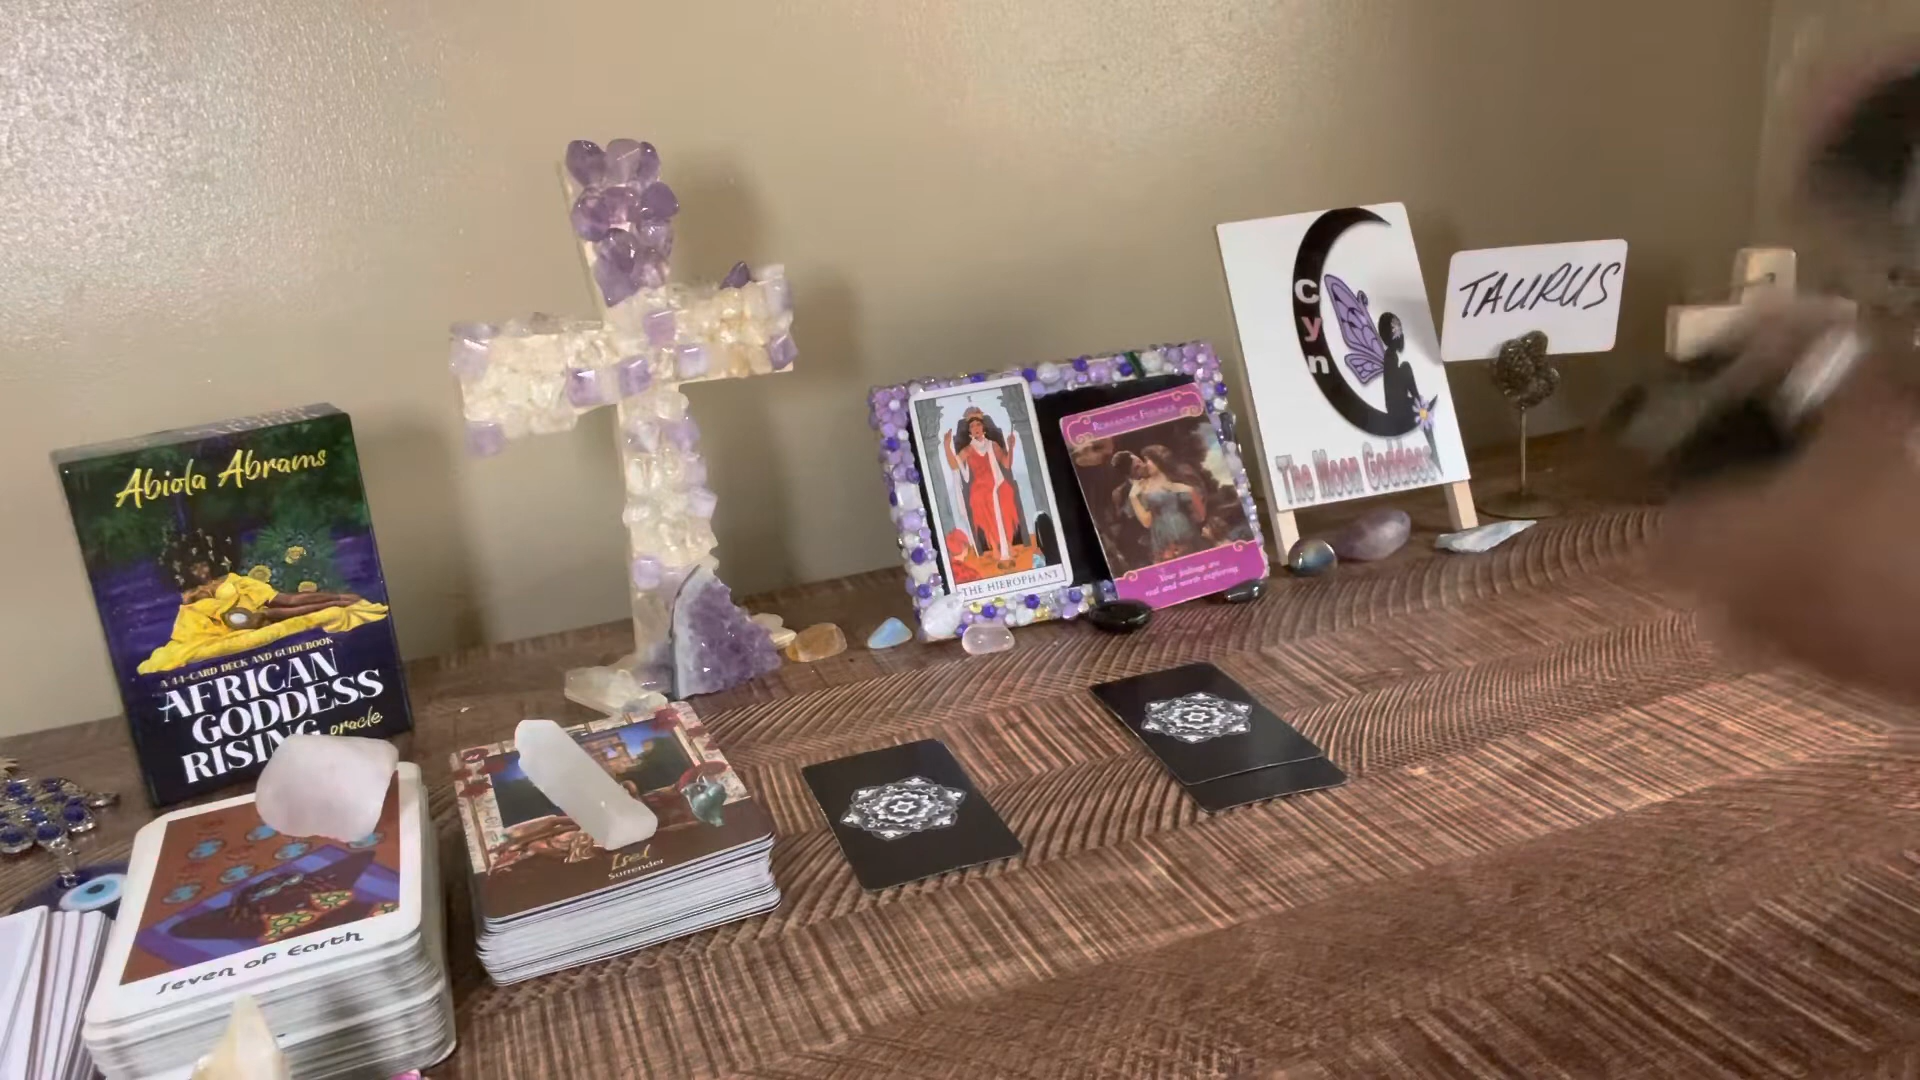 Abiola Abrams
A 44-CARD DECK AND GUIDEBOOK
AFRICAN
GODDESS
RISING oracle
Seven of Earth
Isel
Surrender
I
THE HIEROPHANT
ROMANTIC FEELINGS
Your feelings are
real and worth exploring.
Cyn
The Moon Goddess
TAURUS